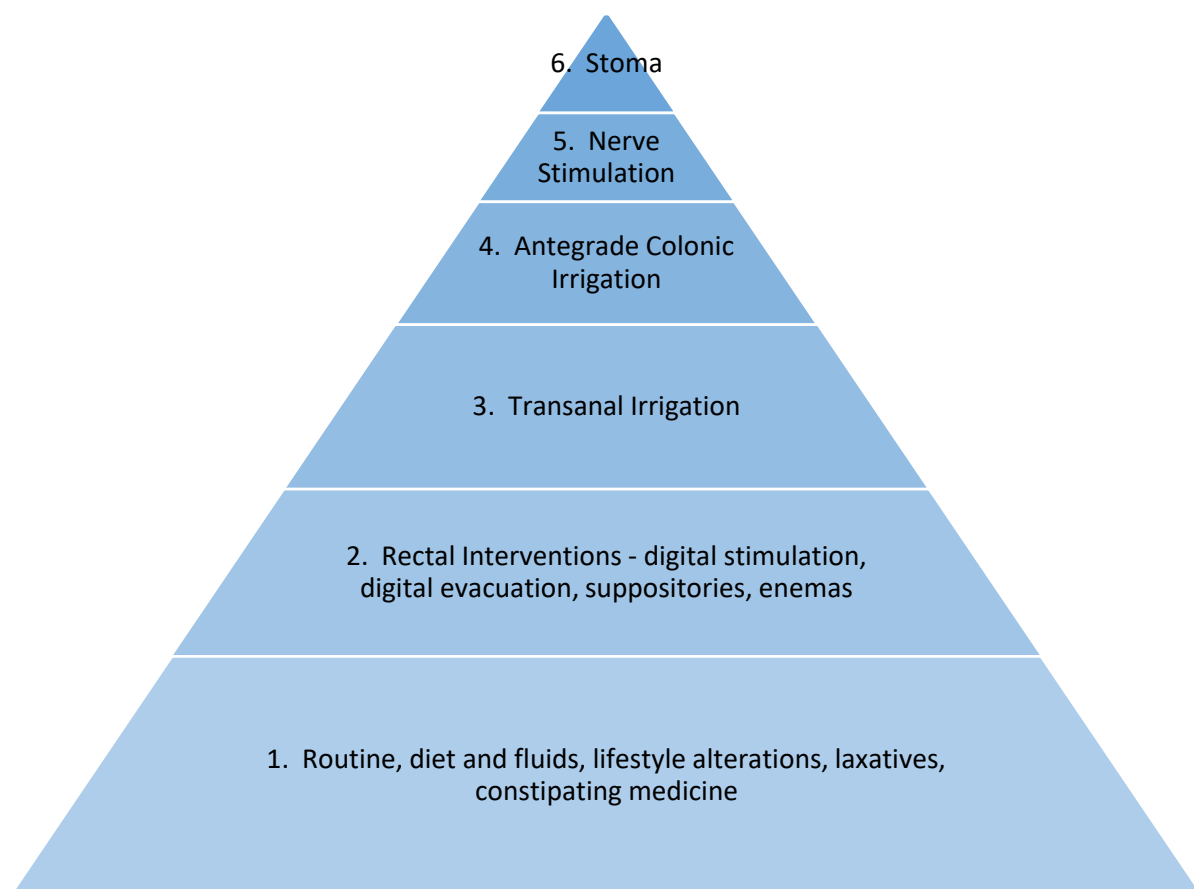 6.  Stoma
5.  Nerve
Stimulation
4.  Antegrade Colonic
Irrigation
3.  Transanal Irrigation
2.  Rectal Interventions - digital stimulation,
digital evacuation, suppositories, enemas
1.  Routine, diet and fluids, lifestyle alterations, laxatives,
constipating medicine